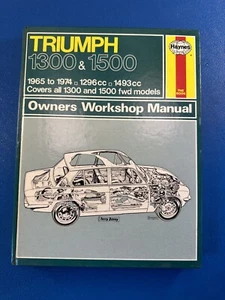 TRIUMPH
1300 & 1500
Haynes
1965 to 1974 □ 1296cc □ 1493cc
Covers all 1300 and 1500 fwd models
Owners Workshop Manual